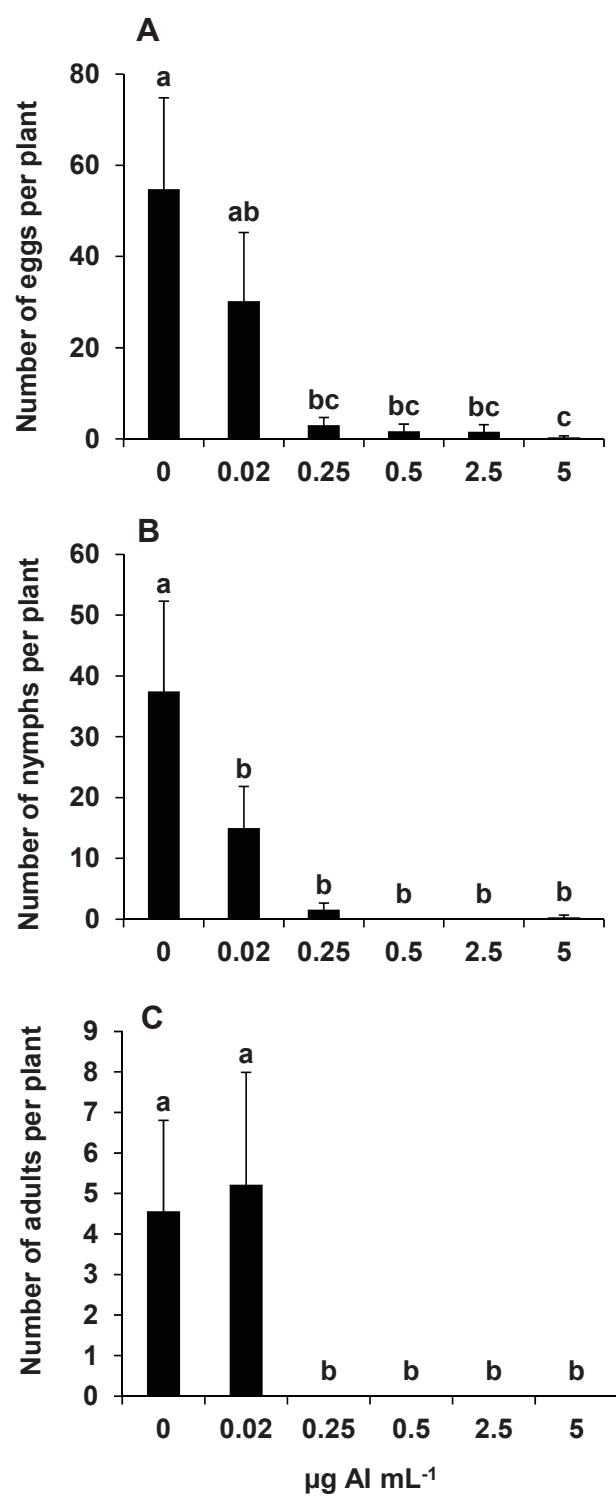 A
Number of eggs per plant
80
60
40
20
0
a
ab
bc
bc
bc
c
0 0.02 0.25 0.5 2.5 5
B
Number of nymphs per plant
60
50
40
30
20
10
0
a
b
b
b
b
b
0 0.02 0.25 0.5 2.5 5
C
Number of adults per plant
9
8
7
6
5
4
3
2
1
0
a
a
b
b
b
b
0 0.02 0.25 0.5 2.5 5
µg AI mL⁻¹